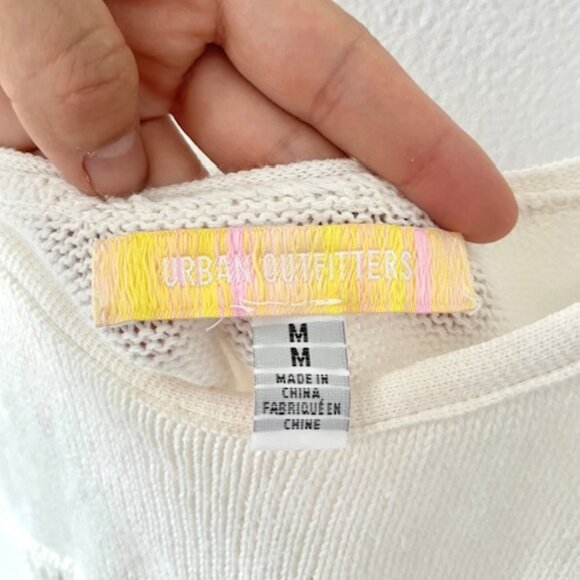 URBAN OUTFITTERS
M
M
MADE IN
CHINA
FABRIQUÉ EN
CHINE